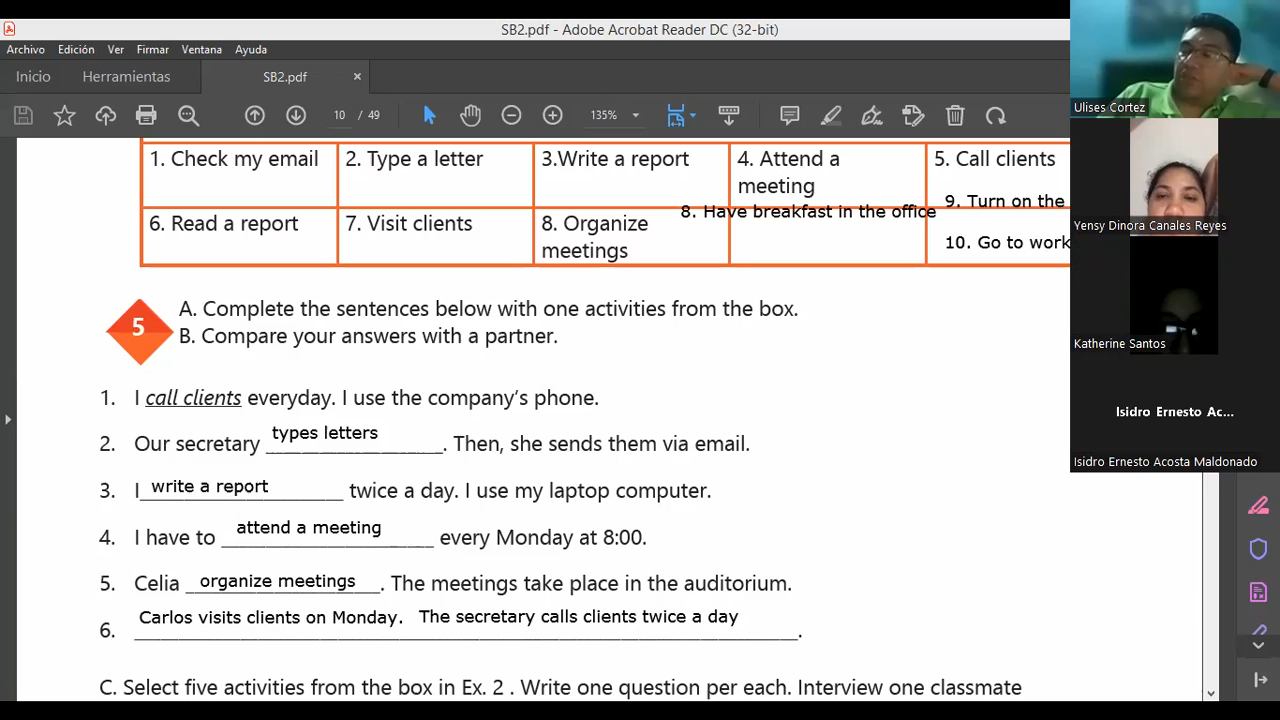 SB2.pdf - Adobe Acrobat Reader DC (32-bit)
Archivo Edición Ver Firmar Ventana Ayuda
Inicio Herramientas SB2.pdf ×
10 / 49 135%
1. Check my email 2. Type a letter 3.Write a report 4. Attend a meeting 5. Call clients
9. Turn on the
8. Have breakfast in the office
6. Read a report 7. Visit clients 8. Organize meetings
10. Go to work
5
A. Complete the sentences below with one activities from the box.
B. Compare your answers with a partner.
1. I call clients everyday. I use the company's phone.
2. Our secretary types letters. Then, she sends them via email.
3. I write a report twice a day. I use my laptop computer.
4. I have to attend a meeting every Monday at 8:00.
5. Celia organize meetings. The meetings take place in the auditorium.
6. Carlos visits clients on Monday. The secretary calls clients twice a day.
C. Select five activities from the box in Ex. 2 . Write one question per each. Interview one classmate
Ulises Cortez
Yensy Dinora Canales Reyes
Katherine Santos
Isidro Ernesto Ac...
Isidro Ernesto Acosta Maldonado